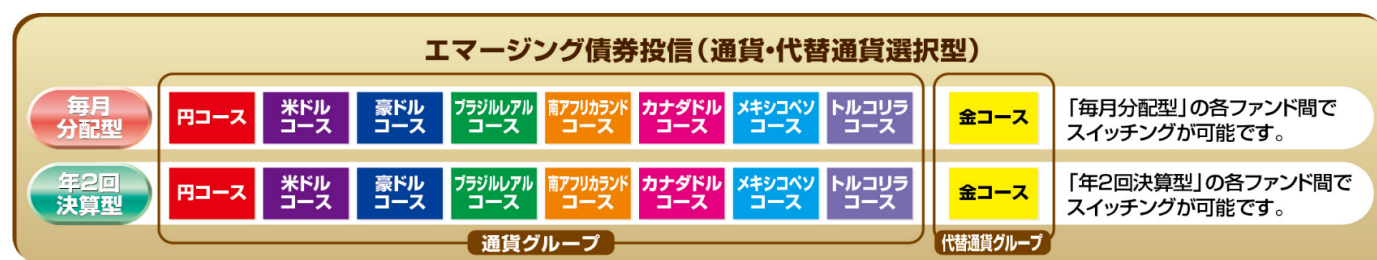 エマージング債券投信(通貨・代替通貨選択型)
毎月
分配型
円コース
米ドル
コース
豪ドル
コース
ブラジルレアル
コース
南アフリカランド
コース
カナダドル
コース
メキシコペソ
コース
トルコリラ
コース
金コース
「毎月分配型」の各ファンド間で
スイッチングが可能です。
年2回
決算型
円コース
米ドル
コース
豪ドル
コース
ブラジルレアル
コース
南アフリカランド
コース
カナダドル
コース
メキシコペソ
コース
トルコリラ
コース
金コース
「年2回決算型」の各ファンド間で
スイッチングが可能です。
通貨グループ
代替通貨グループ